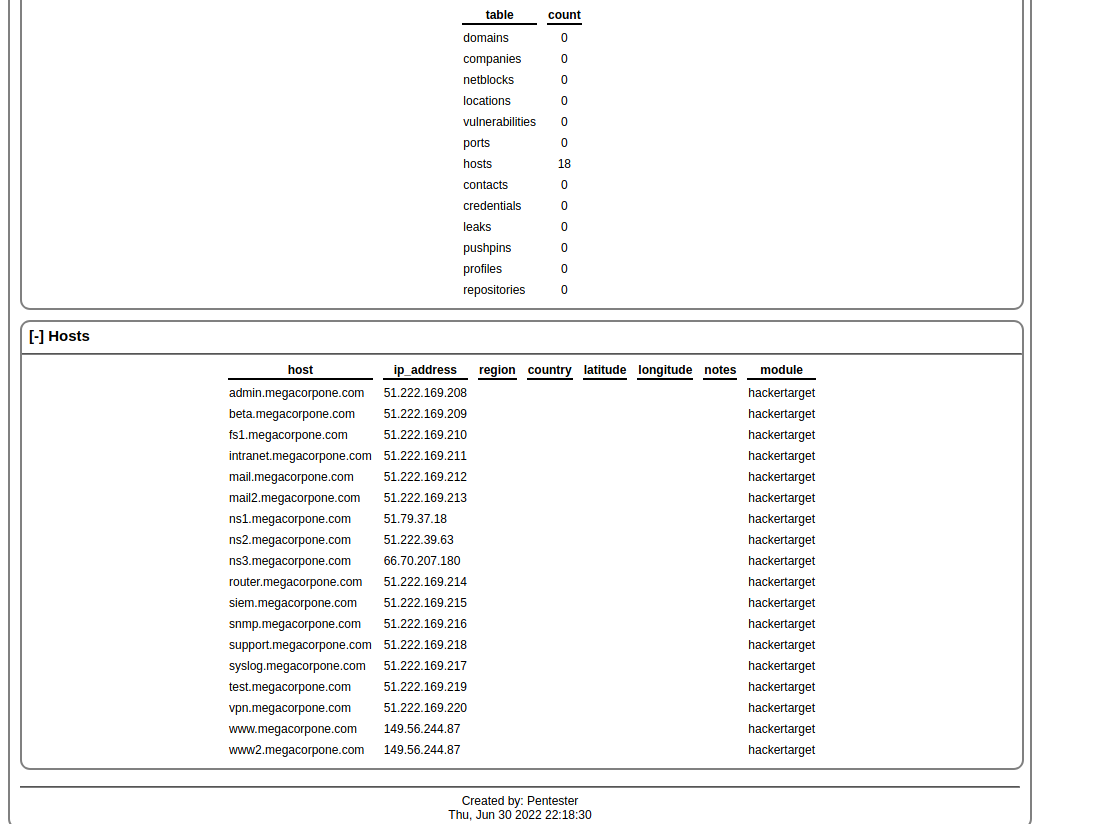 table count
domains 0
companies 0
netblocks 0
locations 0
vulnerabilities 0
ports 0
hosts 18
contacts 0
credentials 0
leaks 0
pushpins 0
profiles 0
repositories 0
[-] Hosts
host ip_address region country latitude longitude notes module
admin.megacorpone.com 51.222.169.208 hackertarget
beta.megacorpone.com 51.222.169.209 hackertarget
fs1.megacorpone.com 51.222.169.210 hackertarget
intranet.megacorpone.com 51.222.169.211 hackertarget
mail.megacorpone.com 51.222.169.212 hackertarget
mail2.megacorpone.com 51.222.169.213 hackertarget
ns1.megacorpone.com 51.79.37.18 hackertarget
ns2.megacorpone.com 51.222.39.63 hackertarget
ns3.megacorpone.com 66.70.207.180 hackertarget
router.megacorpone.com 51.222.169.214 hackertarget
siem.megacorpone.com 51.222.169.215 hackertarget
snmp.megacorpone.com 51.222.169.216 hackertarget
support.megacorpone.com 51.222.169.218 hackertarget
syslog.megacorpone.com 51.222.169.217 hackertarget
test.megacorpone.com 51.222.169.219 hackertarget
vpn.megacorpone.com 51.222.169.220 hackertarget
www.megacorpone.com 149.56.244.87 hackertarget
www2.megacorpone.com 149.56.244.87 hackertarget
Created by: Pentester
Thu, Jun 30 2022 22:18:30